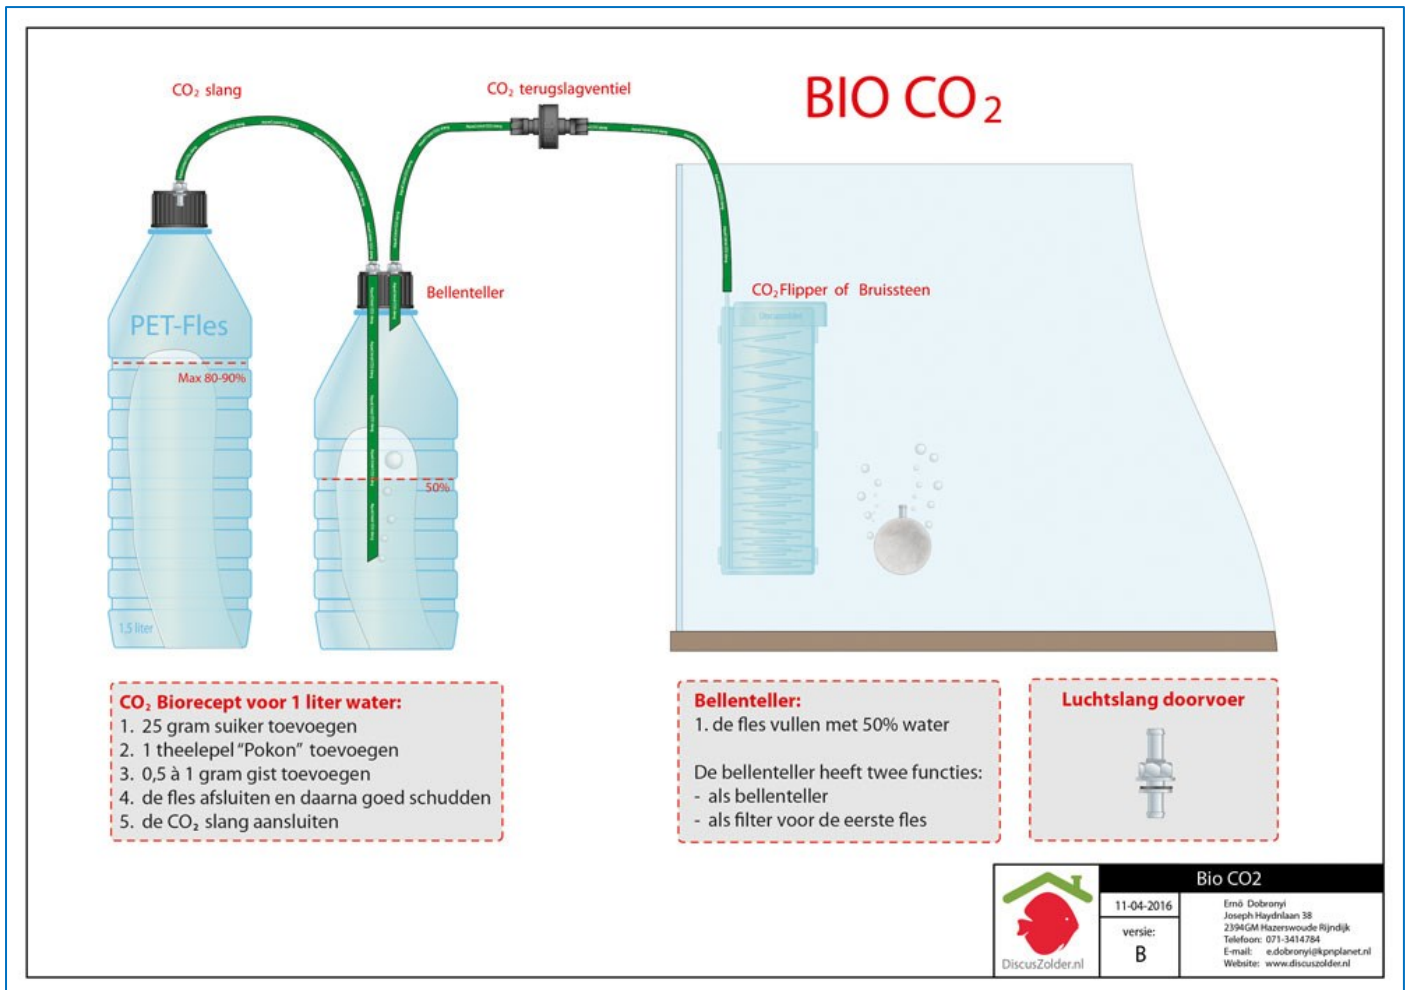 BIO CO₂
CO₂ slang
CO₂ terugslagventiel
Bellenteller
CO₂Flipper of Bruissteen
PET-Fles
Max 80-90%
50%
1,5 liter
CO₂ Biorecept voor 1 liter water:
1. 25 gram suiker toevoegen
2. 1 theelepel "Pokon" toevoegen
3. 0,5 à 1 gram gist toevoegen
4. de fles afsluiten en daarna goed schudden
5. de CO₂ slang aansluiten
Bellenteller:
1. de fles vullen met 50% water
De bellenteller heeft twee functies:
- als bellenteller
- als filter voor de eerste fles
Luchtslang doorvoer
DiscusZolder.nl
Bio CO2
11-04-2016
versie:
B
Ernö Dobronyi
Joseph Haydnlaan 38
2394GM Hazerswoude Rijndijk
Telefoon: 071-3414784
E-mail: e.dobronyi@kpnplanet.nl
Website: www.discuszolder.nl